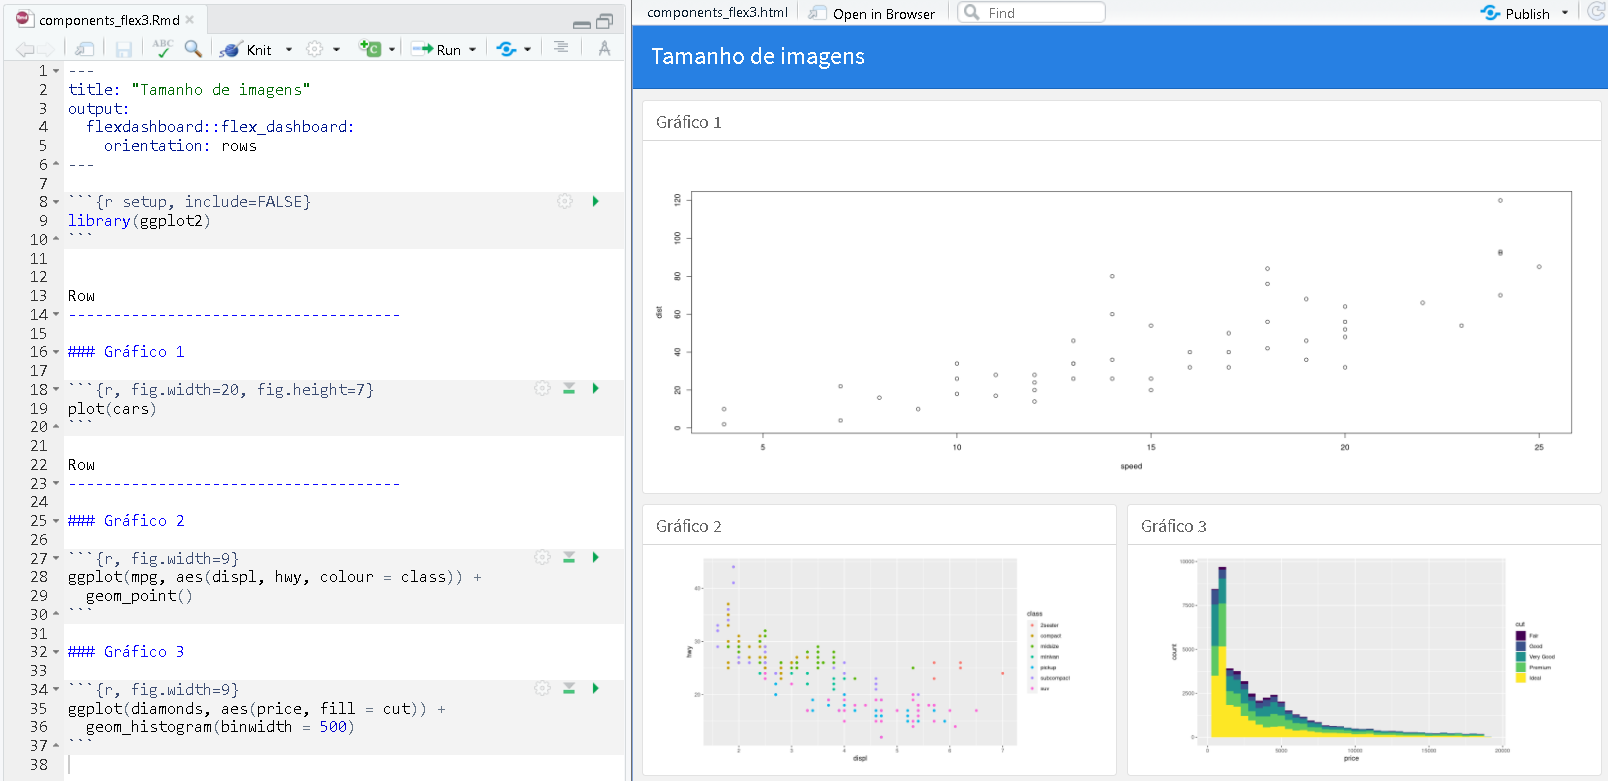 components_flex3.Rmd
ABC
Knit
Run
1 ---
2 title: "Tamanho de imagens"
3 output:
4 flexdashboard::flex_dashboard:
5 orientation: rows
6 ---
7
8 ```{r setup, include=FALSE}
9 library(ggplot2)
10 ```
11
12
13 Row
14 -------------------------------------
15
16 ### Gráfico 1
17
18 ```{r, fig.width=20, fig.height=7}
19 plot(cars)
20 ```
21
22 Row
23 -------------------------------------
24
25 ### Gráfico 2
26
27 ```{r, fig.width=9}
28 ggplot(mpg, aes(displ, hwy, colour = class)) +
29 geom_point()
30 ```
31
32 ### Gráfico 3
33
34 ```{r, fig.width=9}
35 ggplot(diamonds, aes(price, fill = cut)) +
36 geom_histogram(binwidth = 500)
37 ```
38
components_flex3.html
Open in Browser
Find
Publish
Tamanho de imagens
Gráfico 1
120
100
80
60
40
20
0
dist
5 10 15 20 25
speed
Gráfico 2
40
30
20
hwy
2 3 4 5 6 7
displ
class
2seater
compact
midsize
minivan
pickup
subcompact
suv
Gráfico 3
10000
7500
5000
2500
0
count
0 5000 10000 15000 20000
price
cut
Fair
Good
Very Good
Premium
Ideal